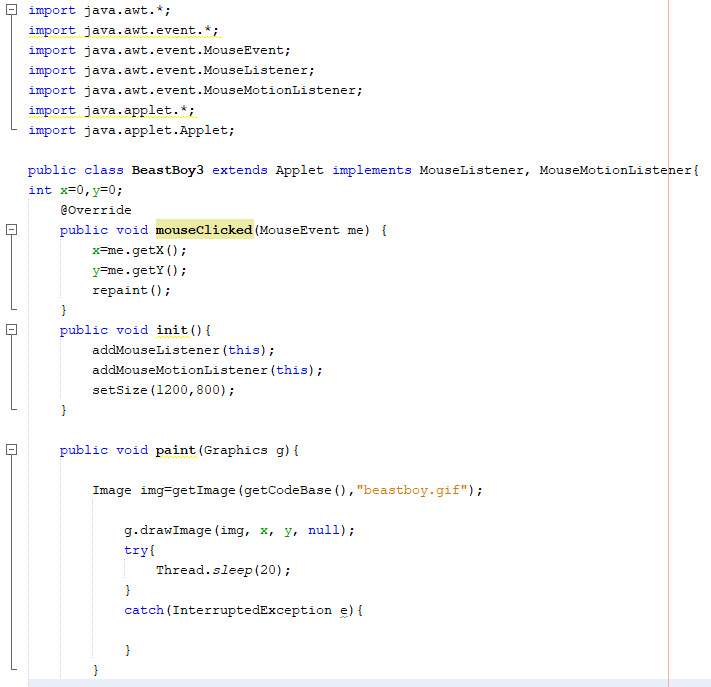 import java.awt.*;
import java.awt.event.*;
import java.awt.event.MouseEvent;
import java.awt.event.MouseListener;
import java.awt.event.MouseMotionListener;
import java.applet.*;
import java.applet.Applet;

public class BeastBoy3 extends Applet implements MouseListener, MouseMotionListener{
int x=0,y=0;
    @Override
    public void mouseClicked(MouseEvent me) {
        x=me.getX();
        y=me.getY();
        repaint();
    }
    public void init(){
        addMouseListener(this);
        addMouseMotionListener(this);
        setSize(1200,800);
    }

    public void paint(Graphics g){

        Image img=getImage(getCodeBase(),"beastboy.gif");

            g.drawImage(img, x, y, null);
            try{
                Thread.sleep(20);
            }
            catch(InterruptedException e){

            }
        }